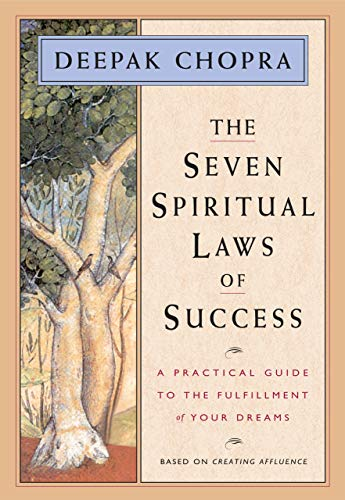 DEEPAK CHOPRA
THE
SEVEN
SPIRITUAL
LAWS
OF
SUCCESS
A PRACTICAL GUIDE
TO THE FULFILLMENT
of YOUR DREAMS
BASED ON CREATING AFFLUENCE